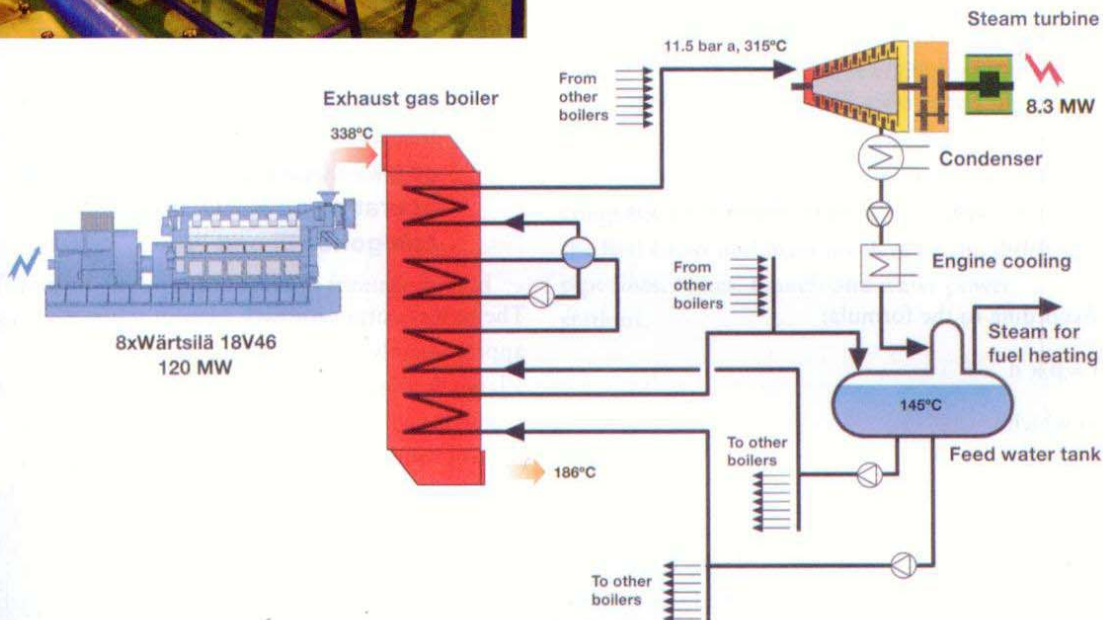 Steam turbine
11.5 bar a, 315°C
From
other
boilers
Exhaust gas boiler
338°C
8.3 MW
Condenser
From
other
boilers
Engine cooling
Steam for
fuel heating
8xWärtsilä 18V46
120 MW
145°C
To other
boilers
Feed water tank
186°C
To other
boilers